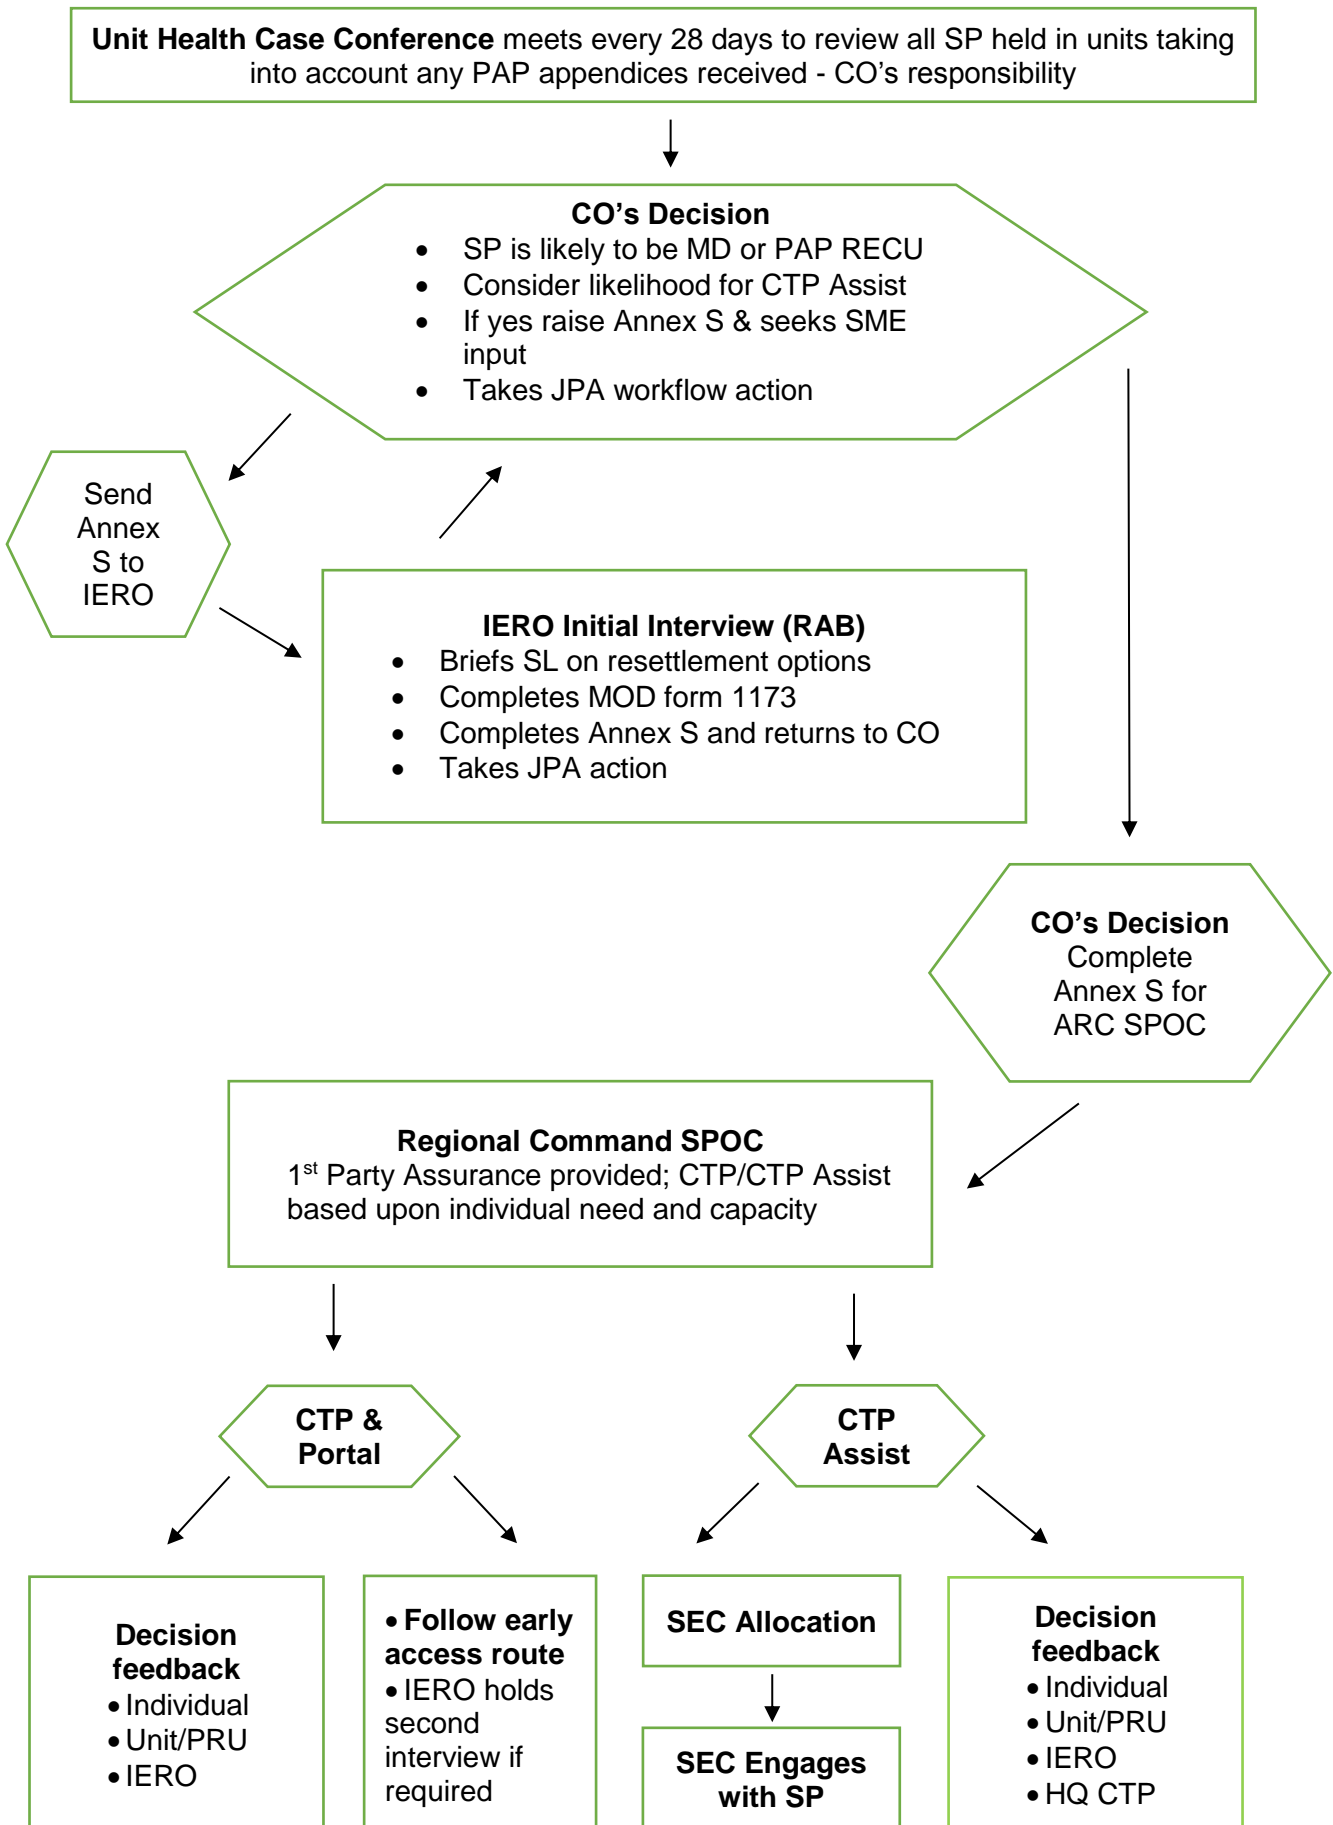 Unit Health Case Conference meets every 28 days to review all SP held in units taking
into account any PAP appendices received - CO's responsibility
CO's Decision
• SP is likely to be MD or PAP RECU
• Consider likelihood for CTP Assist
• If yes raise Annex S & seeks SME
input
• Takes JPA workflow action
Send
Annex
S to
IERO
IERO Initial Interview (RAB)
• Briefs SL on resettlement options
• Completes MOD form 1173
• Completes Annex S and returns to CO
• Takes JPA action
CO's Decision
Complete
Annex S for
ARC SPOC
Regional Command SPOC
1st Party Assurance provided; CTP/CTP Assist
based upon individual need and capacity
CTP &
Portal
CTP
Assist
Decision
feedback
• Individual
• Unit/PRU
• IERO
• Follow early
access route
• IERO holds
second
interview if
required
SEC Allocation
SEC Engages
with SP
Decision
feedback
• Individual
• Unit/PRU
• IERO
• HQ CTP